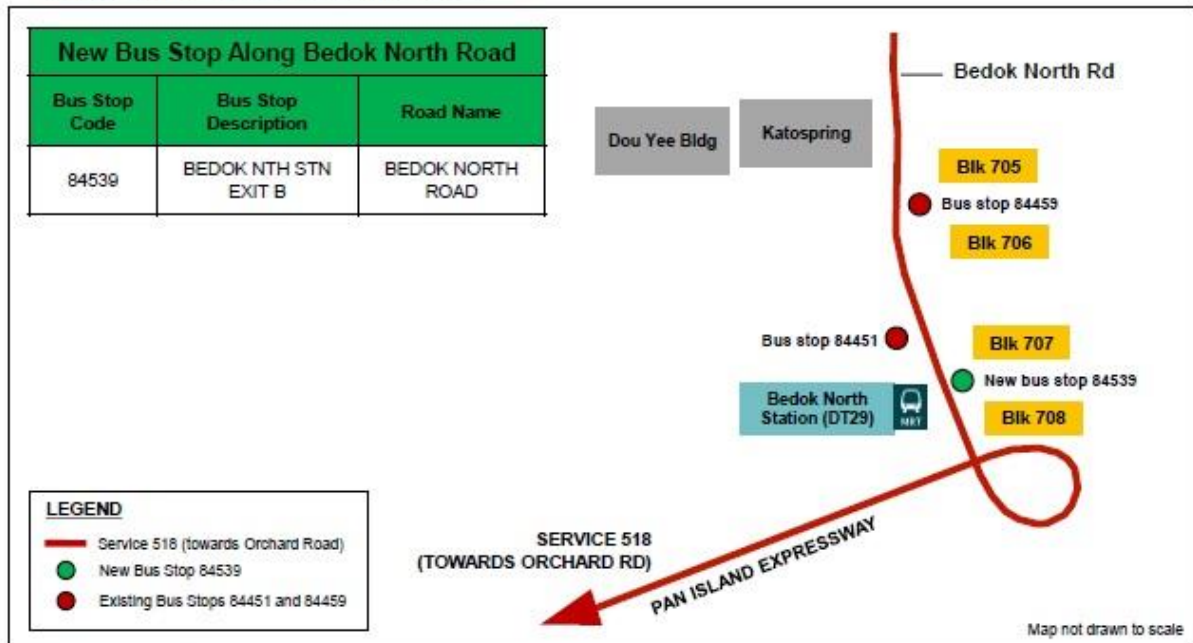 New Bus Stop Along Bedok North Road
Bus Stop Code
Bus Stop Description
Road Name
84539
BEDOK NTH STN EXIT B
BEDOK NORTH ROAD
Bedok North Rd
Dou Yee Bldg
Katospring
Blk 705
Bus stop 84459
Blk 706
Bus stop 84451
Blk 707
New bus stop 84539
Bedok North
Station (DT29)
MRT
Blk 708
SERVICE 518
(TOWARDS ORCHARD RD)
PAN ISLAND EXPRESSWAY
LEGEND
Service 518 (towards Orchard Road)
New Bus Stop 84539
Existing Bus Stops 84451 and 84459
Map not drawn to scale